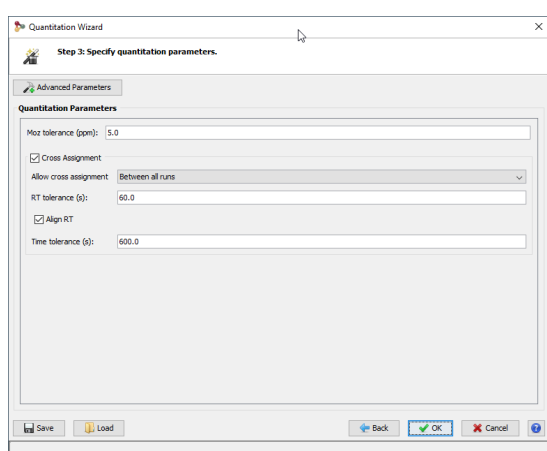 Quantitation Wizard
Step 3: Specify quantitation parameters.
Advanced Parameters
Quantitation Parameters
Moz tolerance (ppm): 5.0
Cross Assignment
Allow cross assignment Between all runs
RT tolerance (s): 60.0
Align RT
Time tolerance (s): 600.0
Save Load Back OK Cancel ?